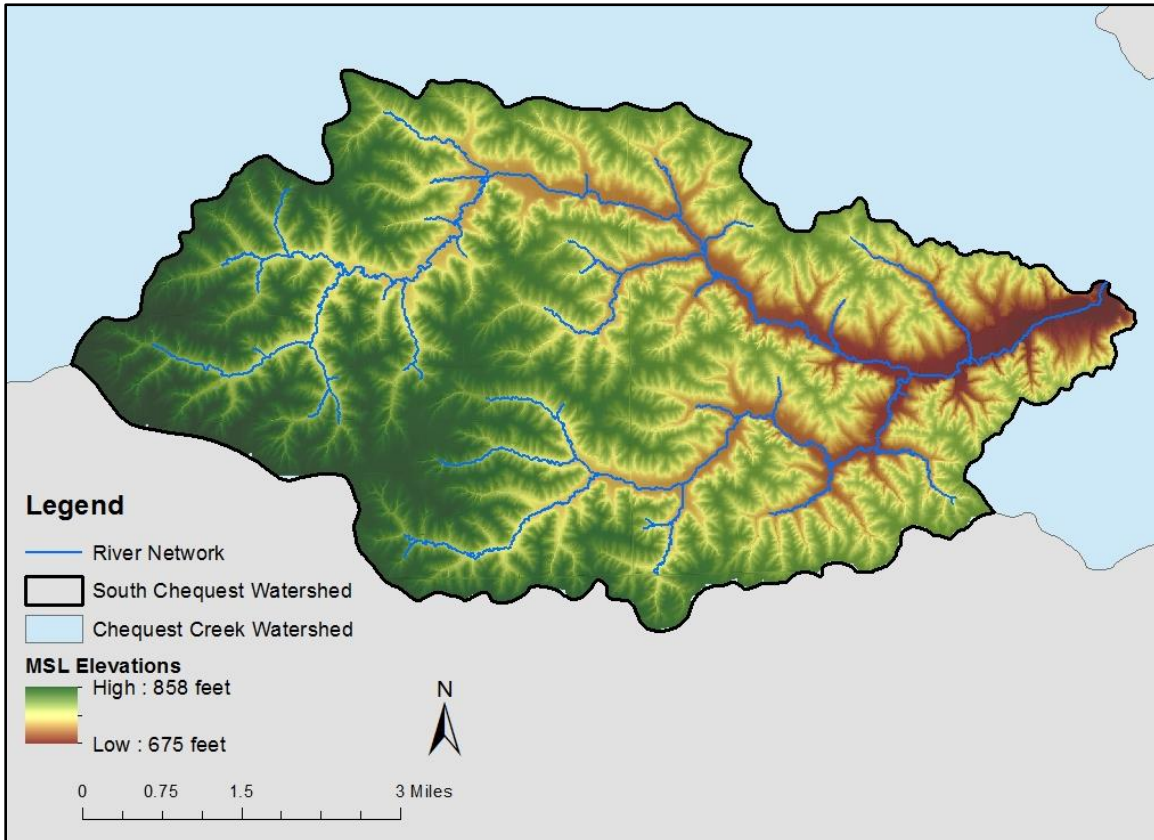 Legend
River Network
South Chequest Watershed
Chequest Creek Watershed
MSL Elevations
High : 858 feet
Low : 675 feet
N
0 0.75 1.5 3 Miles